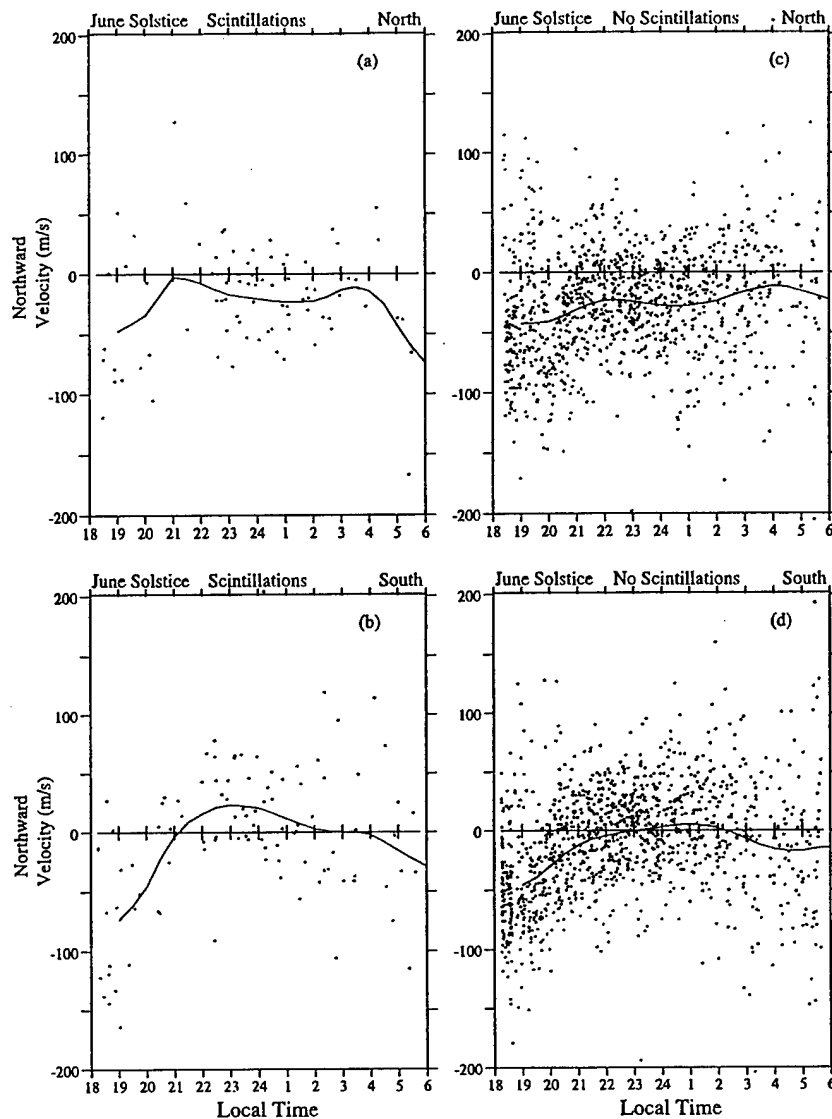 June Solstice Scintillations North
(a)
200
100
0
-100
-200
Northward
Velocity (m/s)
18 19 20 21 22 23 24 1 2 3 4 5 6
June Solstice No Scintillations North
(c)
200
100
0
-100
-200
18 19 20 21 22 23 24 1 2 3 4 5 6
June Solstice Scintillations South
(b)
200
100
0
-100
-200
Northward
Velocity (m/s)
18 19 20 21 22 23 24 1 2 3 4 5 6
Local Time
June Solstice No Scintillations South
(d)
200
100
0
-100
-200
18 19 20 21 22 23 24 1 2 3 4 5 6
Local Time